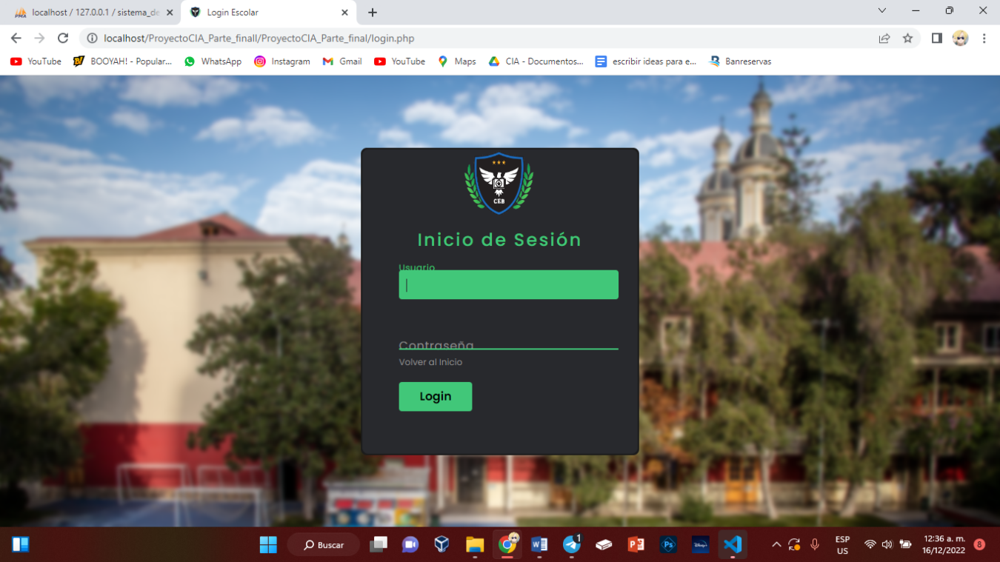 localhost / 127.0.0.1 / sistema_de
Login Escolar
localhost/ProyectoCIA_Parte_finall/ProyectoCIA_Parte_final/login.php
YouTube
BOOYAH! - Popular...
WhatsApp
Instagram
Gmail
YouTube
Maps
CIA - Documentos...
escribir ideas para e...
Banreservas
CEB
Inicio de Sesión
Usuario
Contraseña
Volver al Inicio
Login
Buscar
1
ESP
US
12:36 a. m.
16/12/2022
8